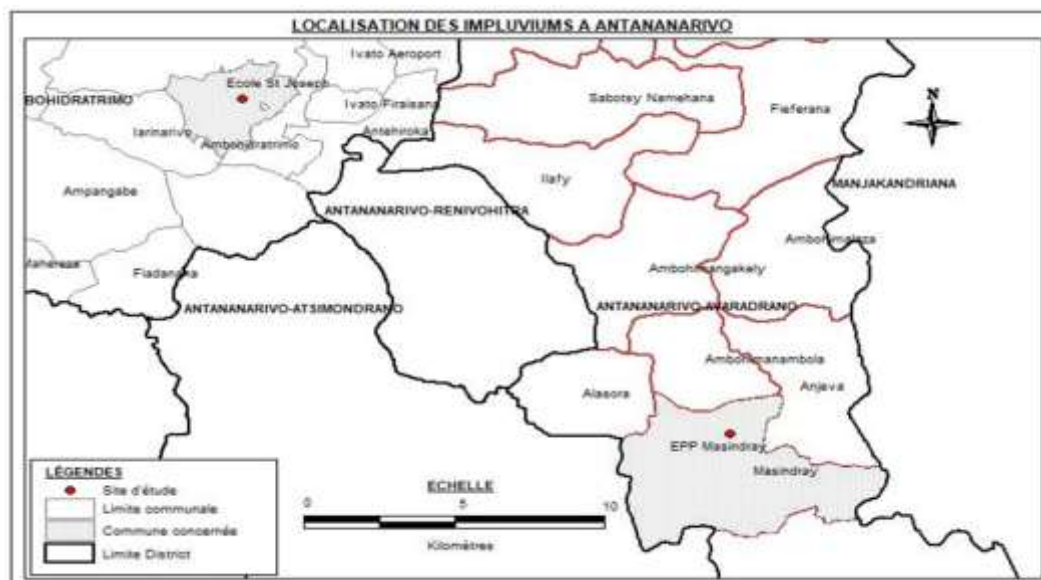 LOCALISATION DES IMPLUVIUMS A ANTANANARIVO
Ivato Aeroport
Ecole St Joseph
BOHIDRATRIMO
Ivato Firaisana
Sabotsy Namehana
Fieferana
N
Iarinarivo
Ambohidratrimo
Antehiroka
Ampangabe
Ilafy
MANJAKANDRIANA
ANTANANARIVO-RENIVOHITRA
Ambohimalaza
Mahereza
Fiadanana
Ambohimangakely
ANTANANARIVO-ATSIMONDRANO
ANTANANARIVO-AVARADRANO
Ambohimanambola
Anjeva
Alasora
EPP Masindray
Masindray
LÉGENDES
Site d'étude
Limite communale
Commune concernée
Limite District
ECHELLE
0 5 10
Kilomètres